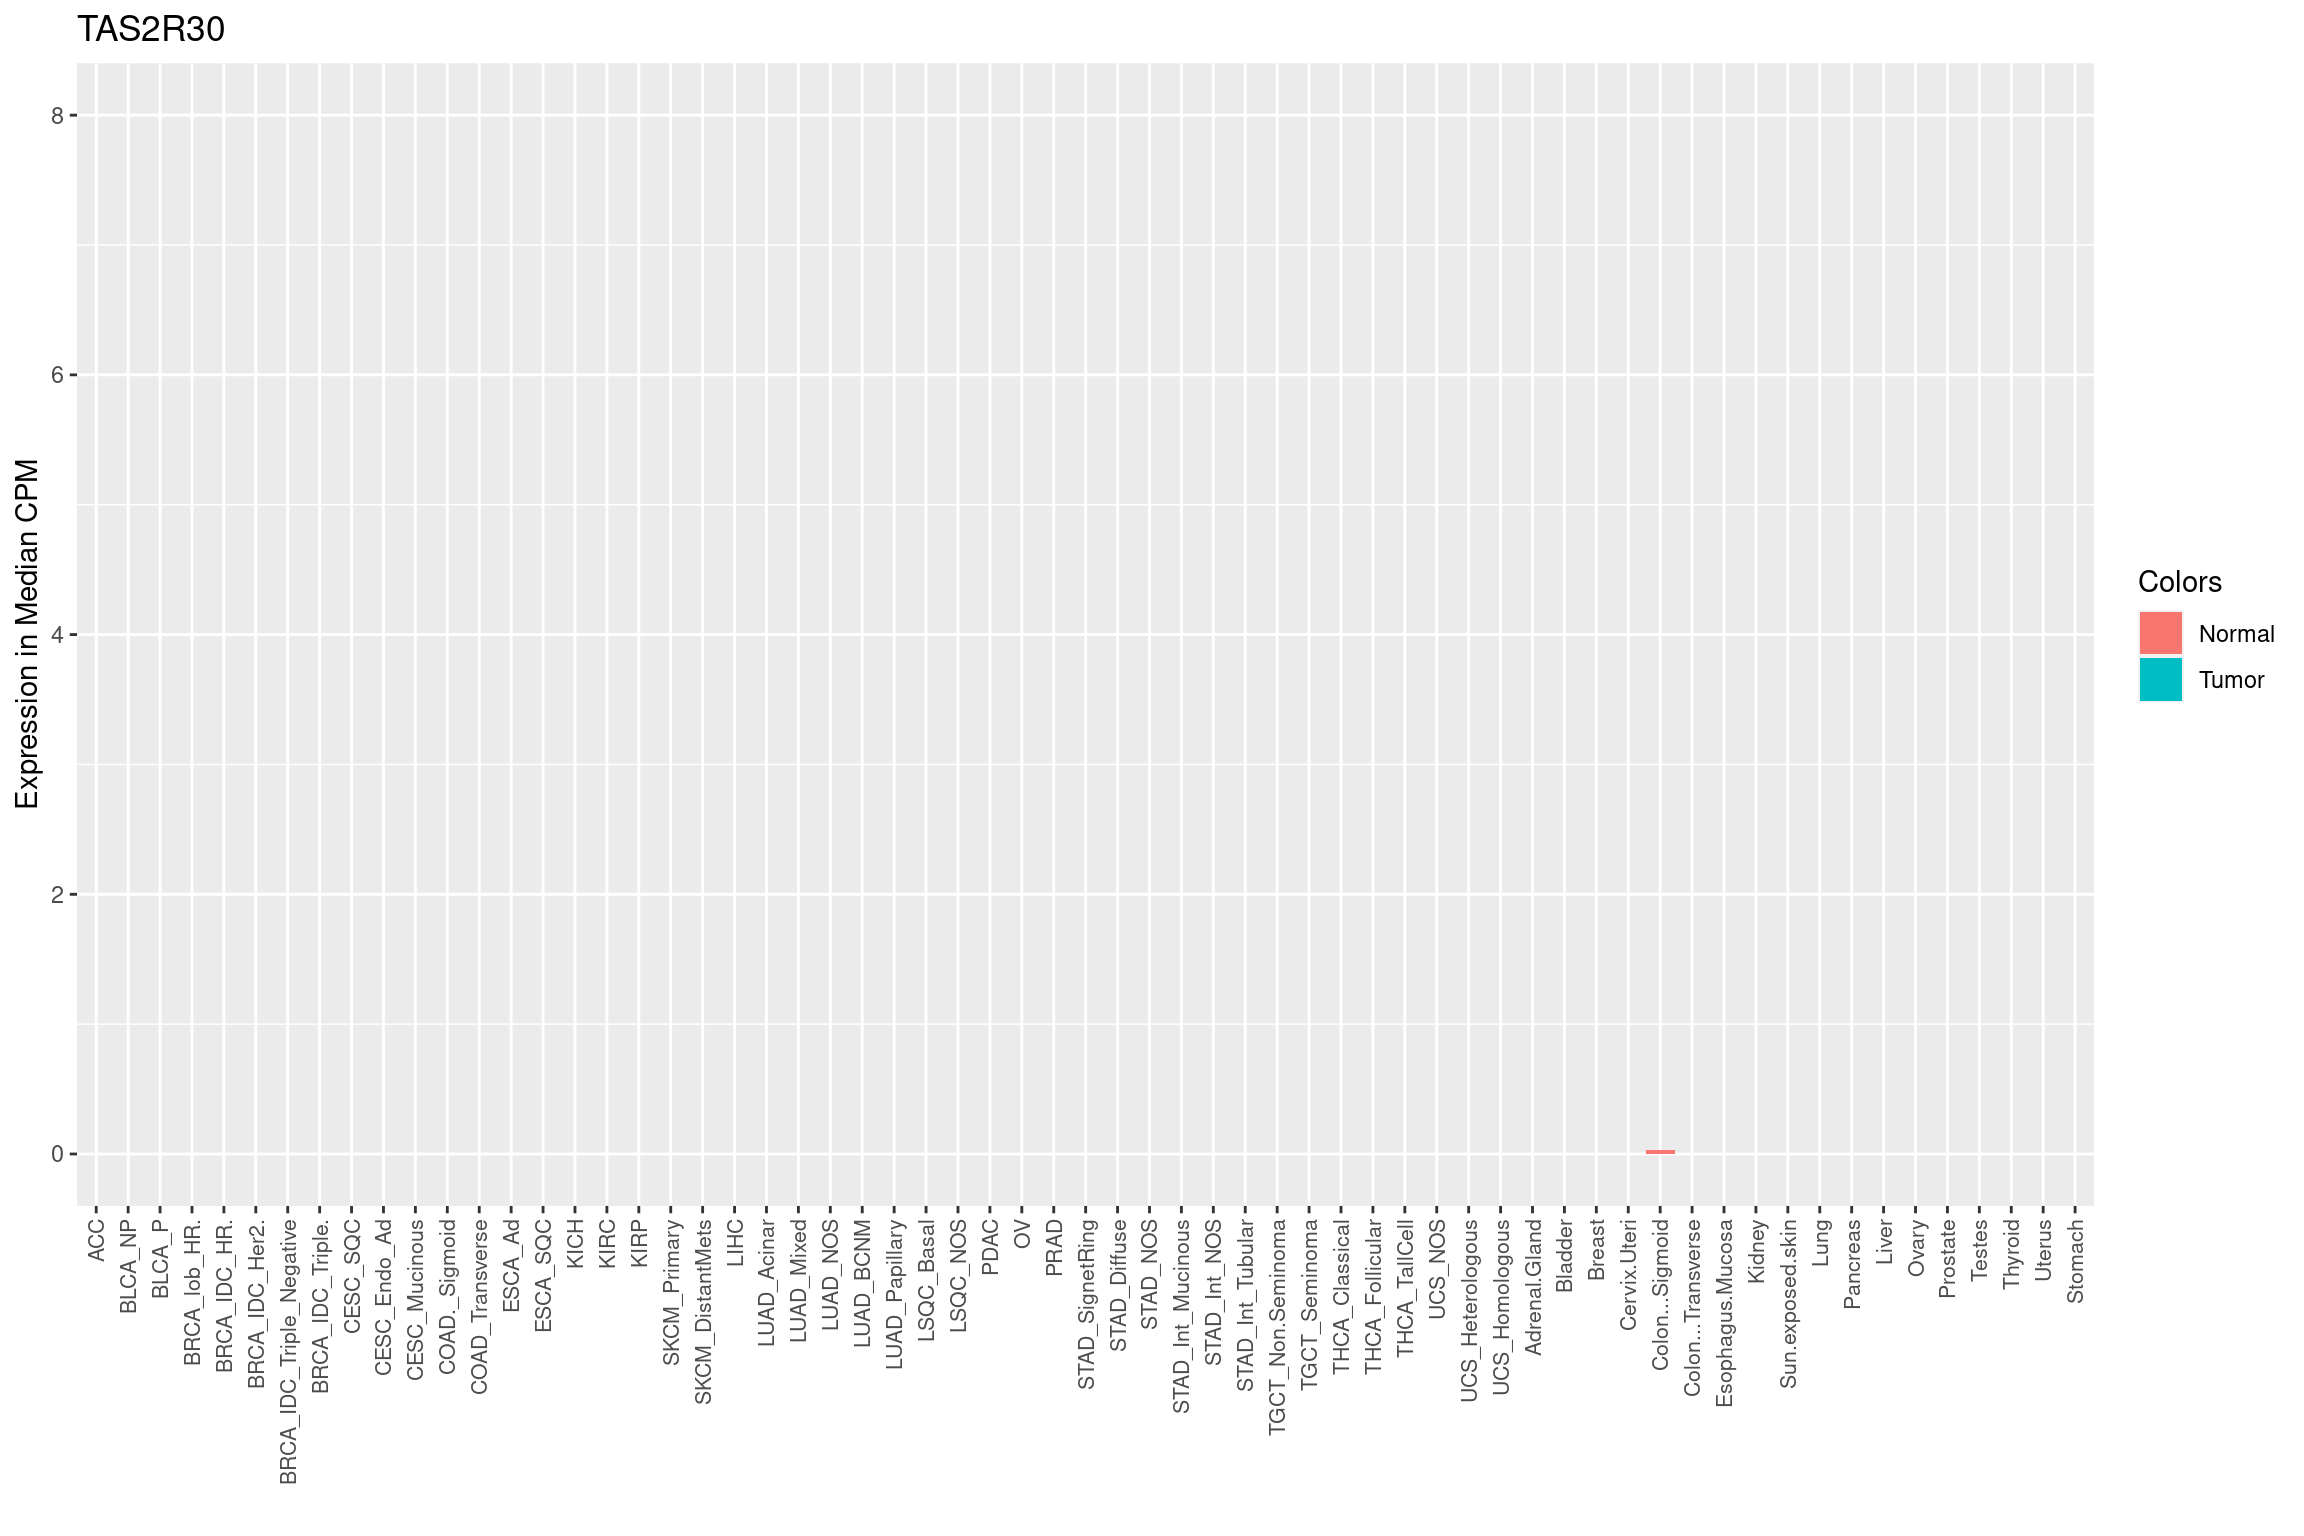 TAS2R30
Expression in Median CPM
8
6
4
2
0
ACC
BLCA_NP
BLCA_P
BRCA_lob_HR.
BRCA_IDC_HR.
BRCA_IDC_Her2.
BRCA_IDC_Triple_Negative
BRCA_IDC_Triple.
CESC_SQC
CESC_Endo_Ad
CESC_Mucinous
COAD._Sigmoid
COAD_Transverse
ESCA_Ad
ESCA_SQC
KICH
KIRC
KIRP
SKCM_Primary
SKCM_DistantMets
LIHC
LUAD_Acinar
LUAD_Mixed
LUAD_NOS
LUAD_BCNM
LUAD_Papillary
LSQC_Basal
LSQC_NOS
PDAC
OV
PRAD
STAD_SignetRing
STAD_Diffuse
STAD_NOS
STAD_Int_Mucinous
STAD_Int_NOS
STAD_Int_Tubular
TGCT_Non.Seminoma
TGCT_Seminoma
THCA_Classical
THCA_Follicular
THCA_TallCell
UCS_NOS
UCS_Heterologous
UCS_Homologous
Adrenal.Gland
Bladder
Breast
Cervix.Uteri
Colon...Sigmoid
Colon...Transverse
Esophagus.Mucosa
Kidney
Sun.exposed.skin
Lung
Pancreas
Liver
Ovary
Prostate
Testes
Thyroid
Uterus
Stomach
Colors
Normal
Tumor